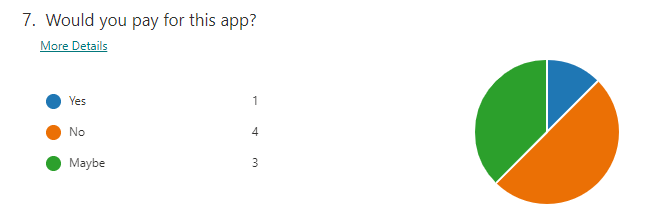 7. Would you pay for this app?
More Details
Yes 1
No 4
Maybe 3